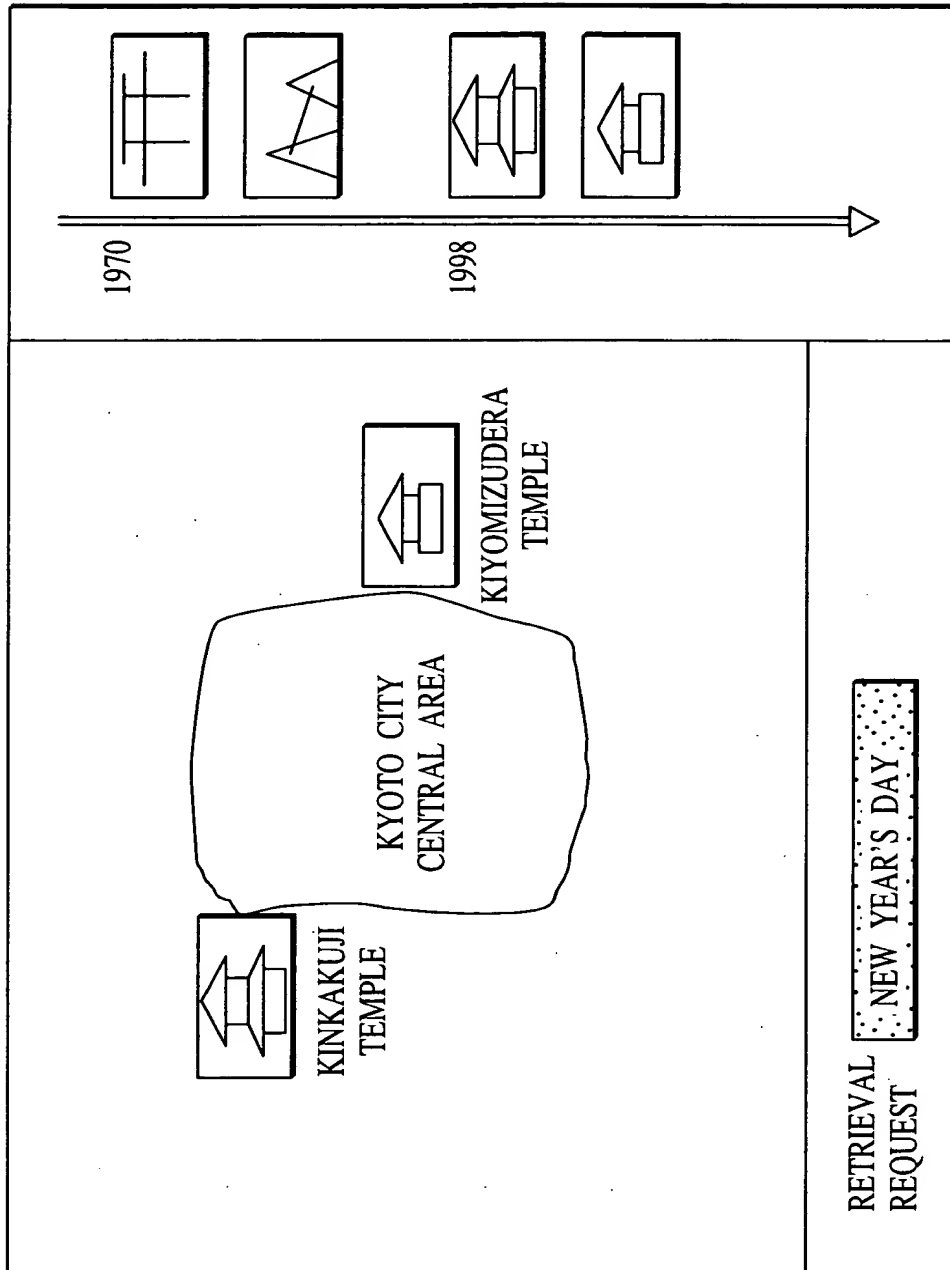 KINKAKUJI
TEMPLE
KYOTO CITY
CENTRAL AREA
KIYOMIZUDERA
TEMPLE
1970
1998
RETRIEVAL
REQUEST
NEW YEAR'S DAY